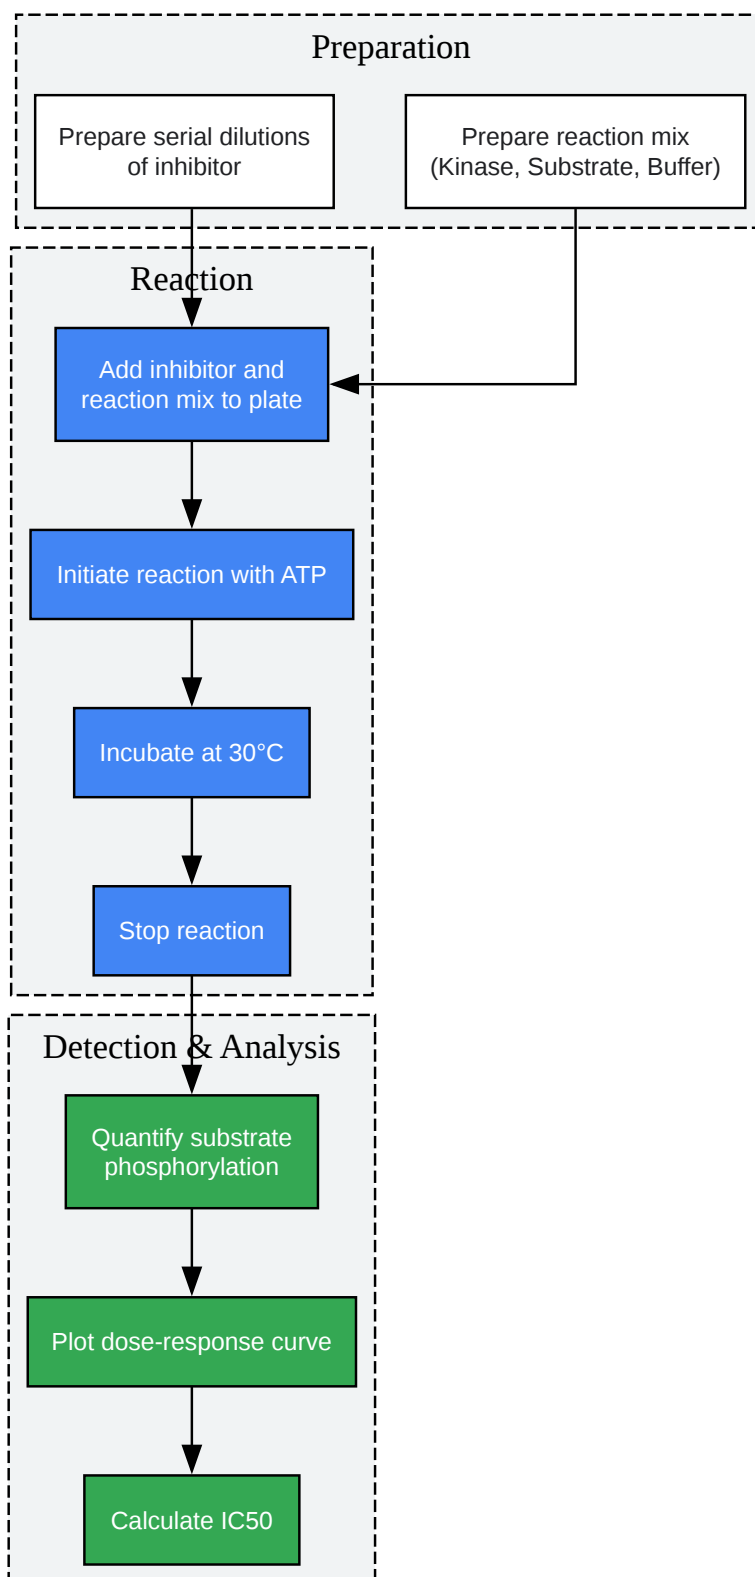 Preparation
Prepare serial dilutions
of inhibitor
Prepare reaction mix
(Kinase, Substrate, Buffer)
Reaction
Add inhibitor and
reaction mix to plate
Initiate reaction with ATP
Incubate at 30°C
Stop reaction
Detection & Analysis
Quantify substrate
phosphorylation
Plot dose-response curve
Calculate IC50